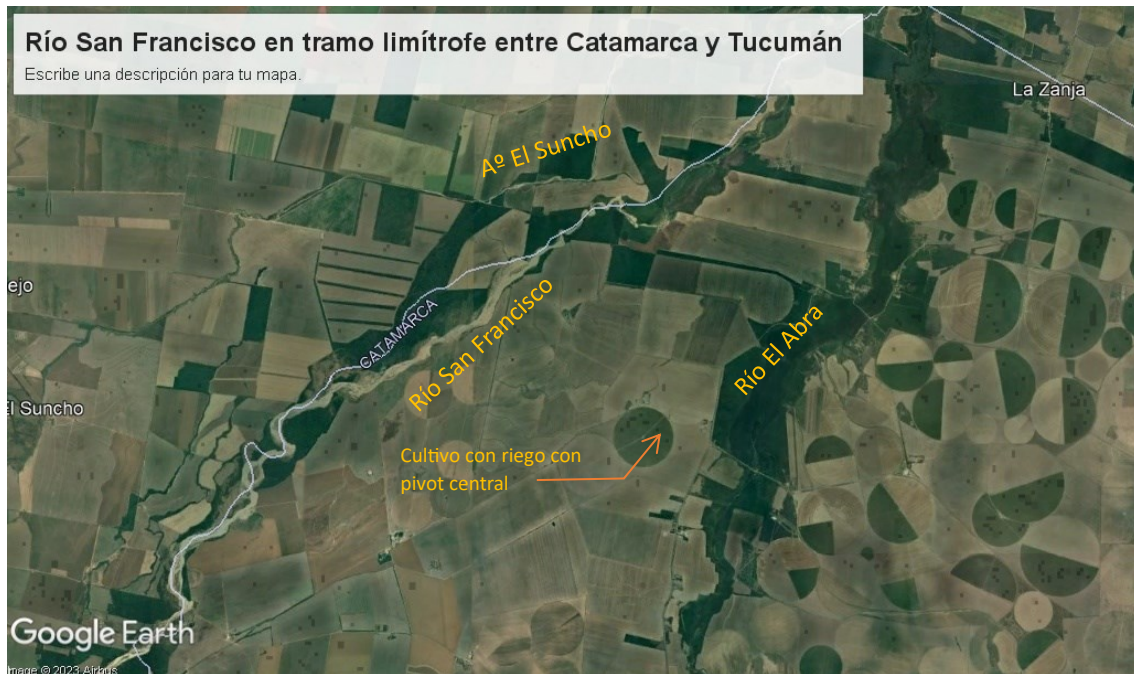 Río San Francisco en tramo limítrofe entre Catamarca y Tucumán
Escribe una descripción para tu mapa.
La Zanja
Aº El Suncho
ejo
CATAMARCA
Río San Francisco
Río El Abra
El Suncho
Cultivo con riego con
pivot central
Google Earth
Image © 2023 Airbus